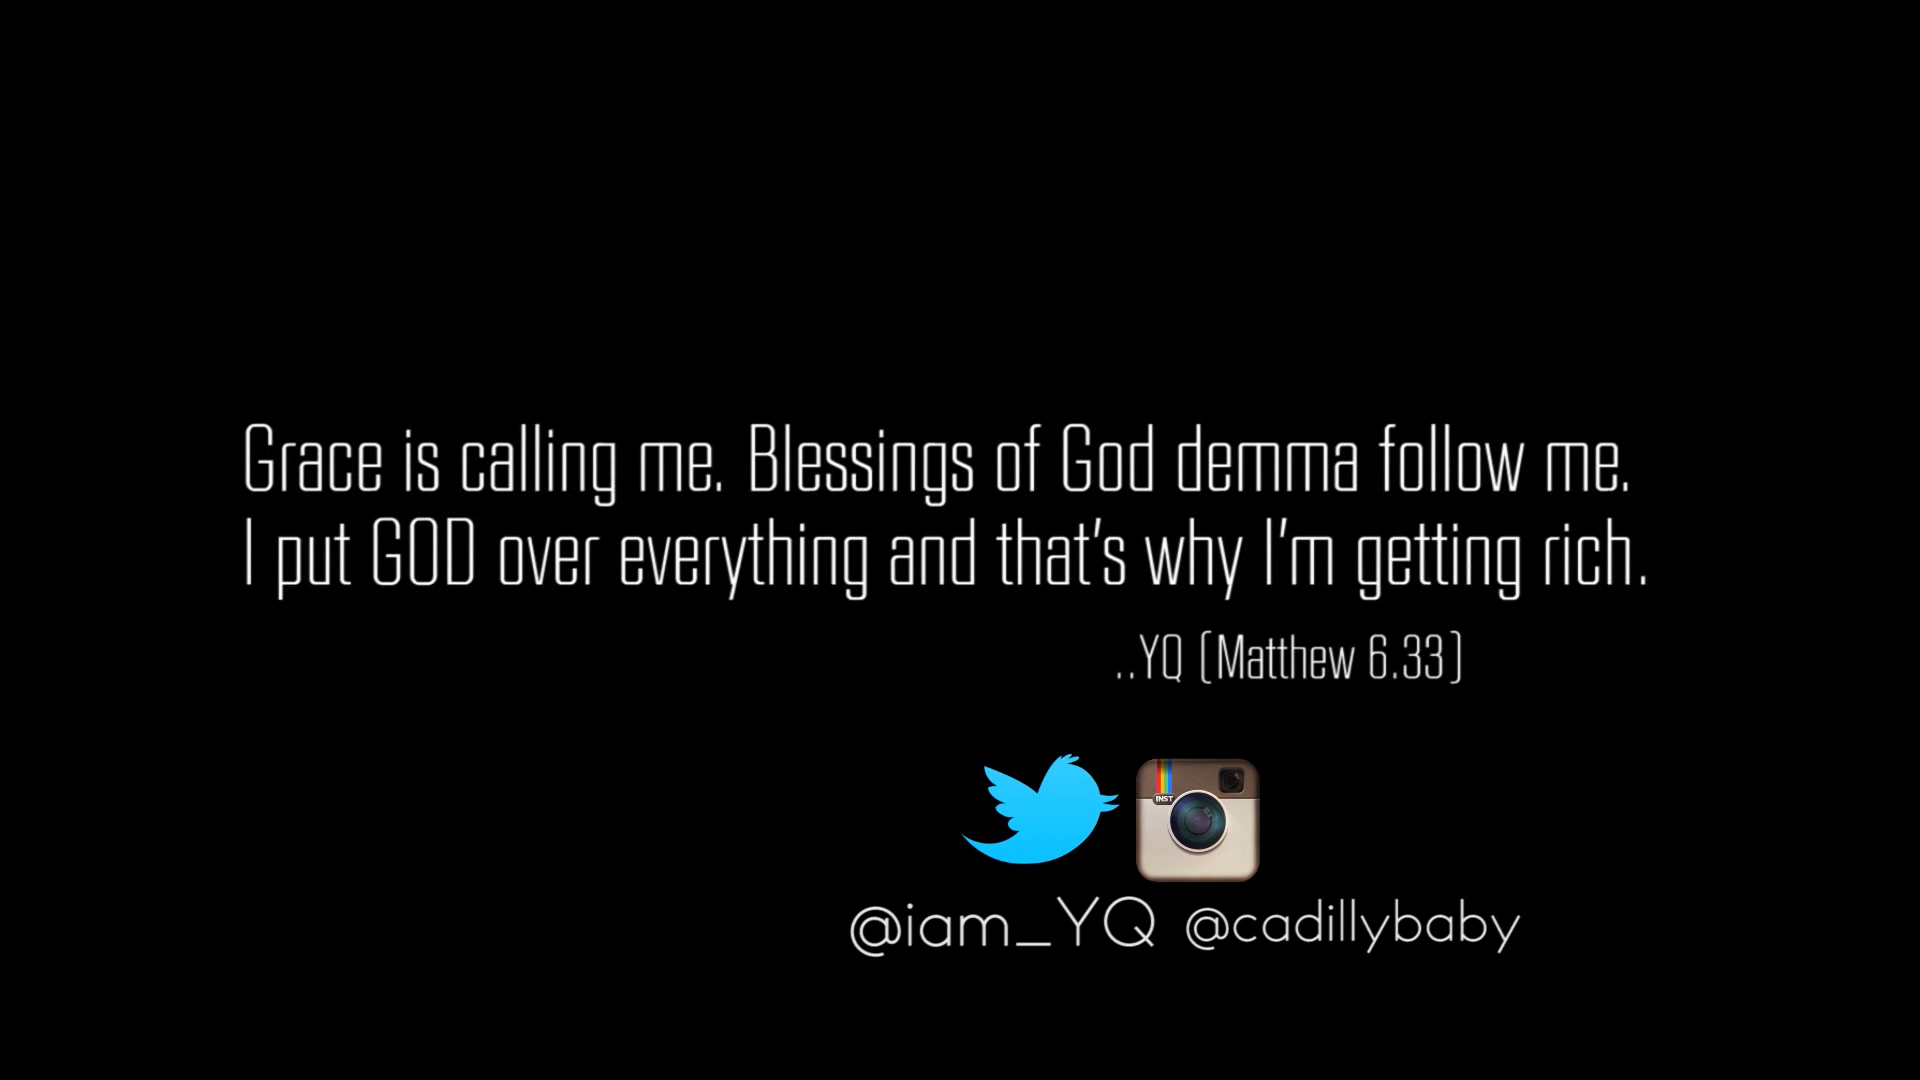 Grace is calling me. Blessings of God demma follow me.
I put GOD over everything and that's why I'm getting rich.
..YQ (Matthew 6.33)
INST
@iam_YQ @cadillybaby